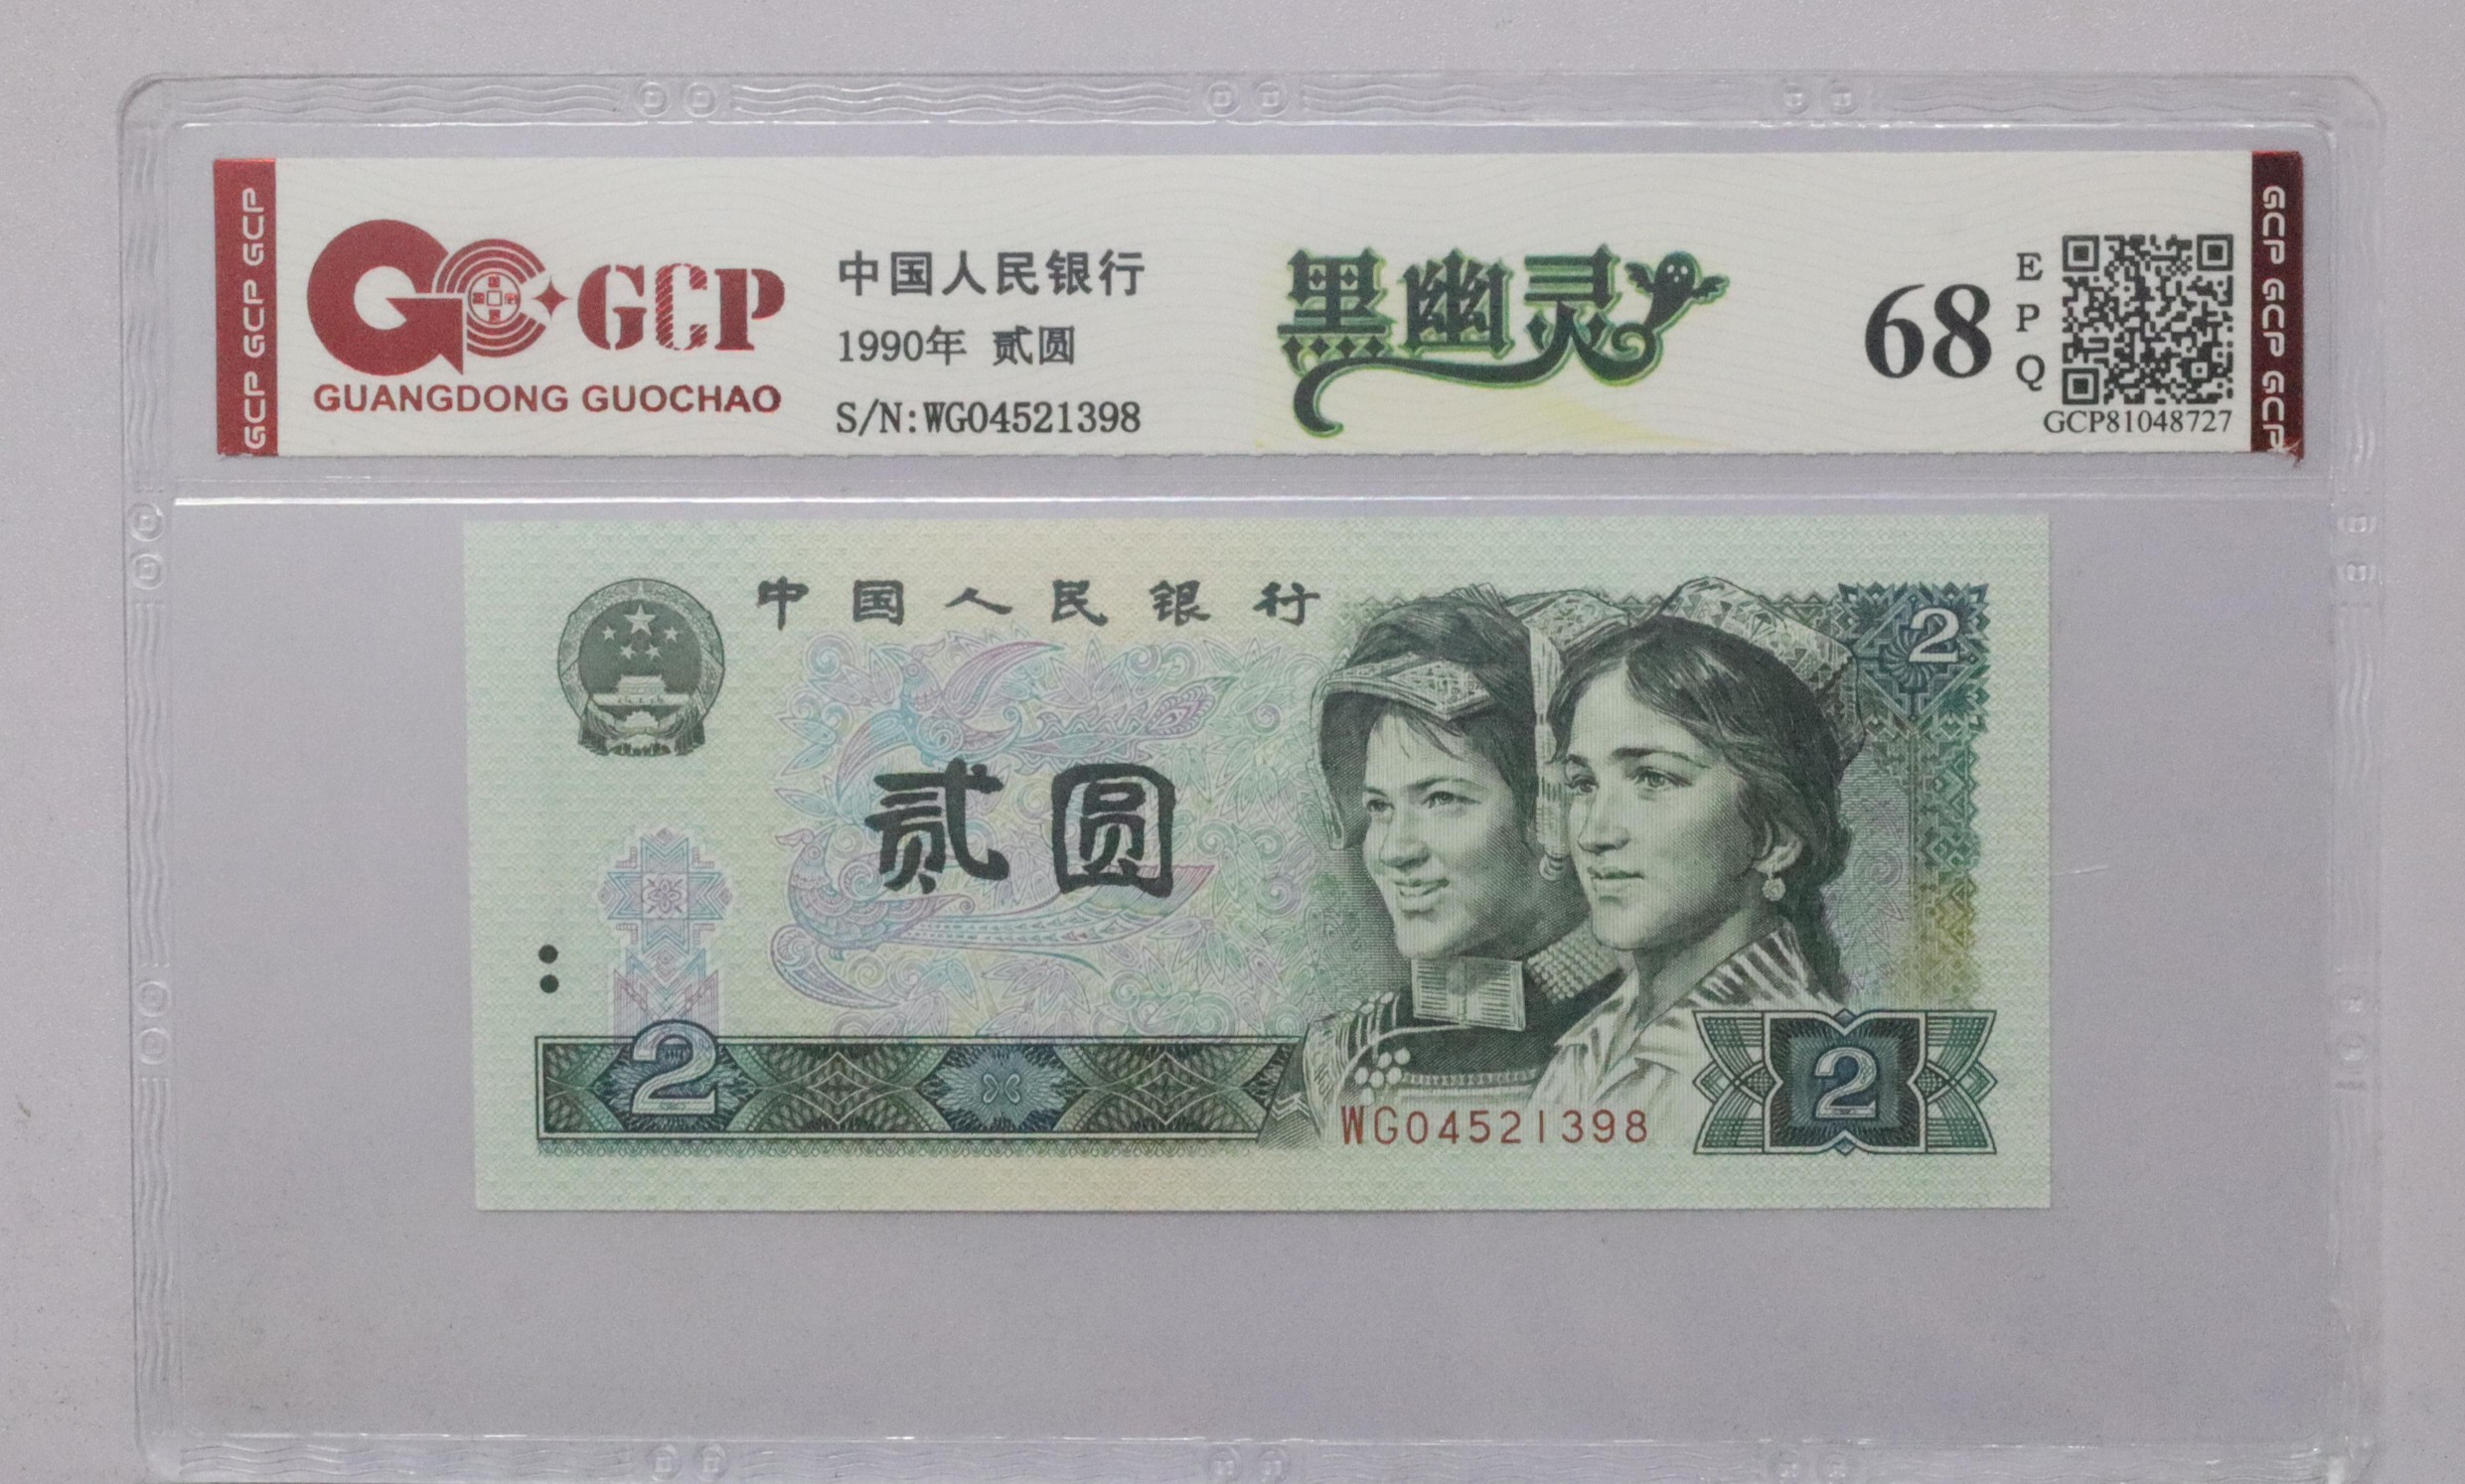 GCP GCP GCP
GCP
GUANGDONG GUOCHAO
中国人民银行
1990年 贰圆
S/N:WG04521398
黑幽灵
68
E
P
Q
GCP81048727
GCP GCP GCP
中国人民银行
2
贰圆
2
WG04521398
2